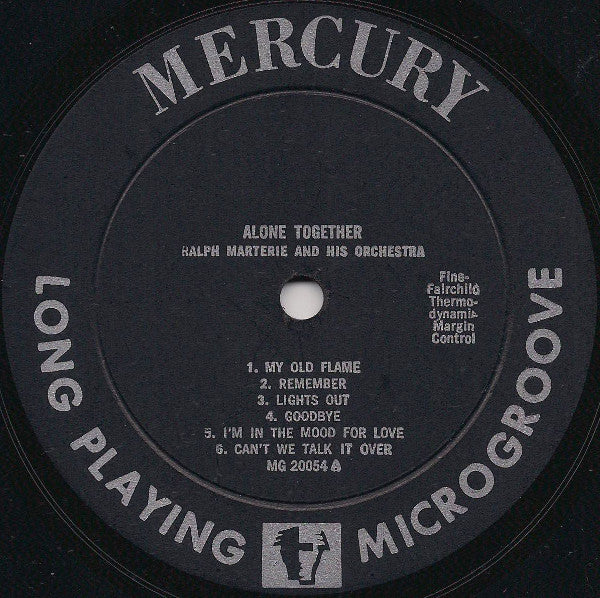 MERCURY
ALONE TOGETHER
RALPH MARTERIE AND HIS ORCHESTRA
Fine-
Fairchild
Thermo-
dynamic
Margin
Control
1. MY OLD FLAME
2. REMEMBER
3. LIGHTS OUT
4. GOODBYE
5. I'M IN THE MOOD FOR LOVE
6. CAN'T WE TALK IT OVER
MG 20054 A
LONG PLAYING MICROGROOVE